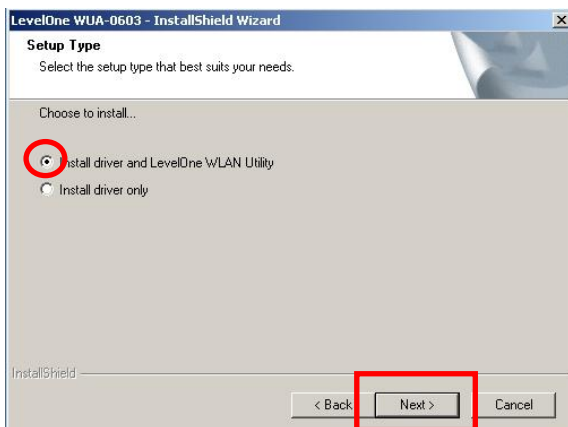 LevelOne WUA-0603 - InstallShield Wizard
Setup Type
Select the setup type that best suits your needs.
Choose to install...
Install driver and LevelOne WLAN Utility
Install driver only
InstallShield
< Back
Next >
Cancel